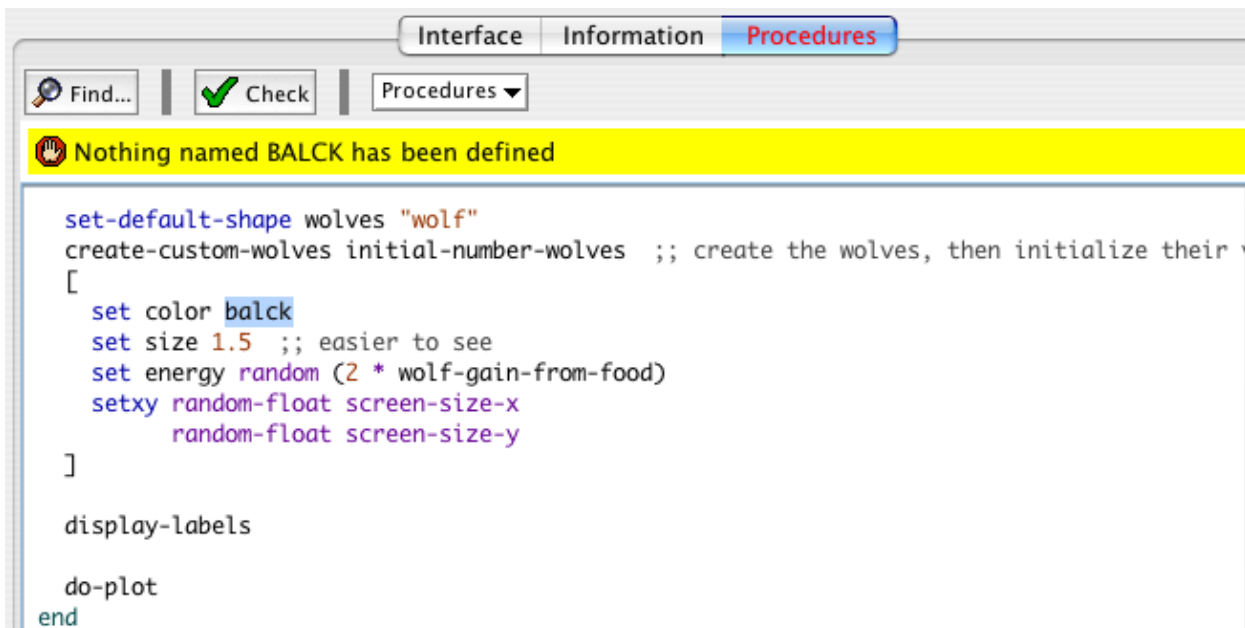 Interface Information Procedures
Find... Check Procedures
Nothing named BALCK has been defined
set-default-shape wolves "wolf"
create-custom-wolves initial-number-wolves ;; create the wolves, then initialize their
[
set color balck
set size 1.5 ;; easier to see
set energy random (2 * wolf-gain-from-food)
setxy random-float screen-size-x
random-float screen-size-y
]
display-labels
do-plot
end